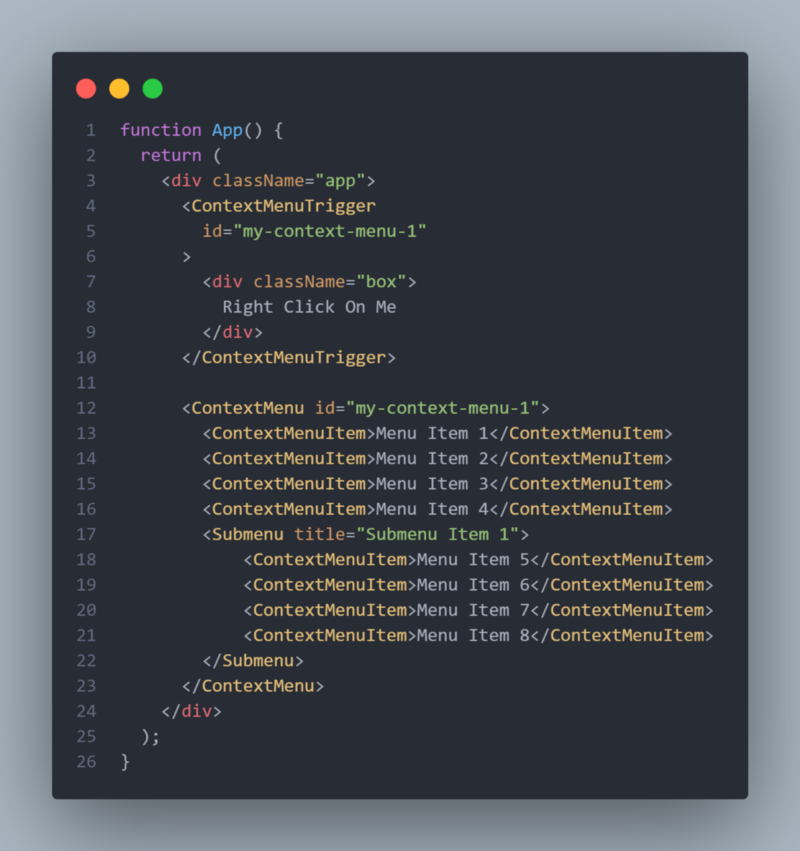 1 function App() {
2   return (
3     <div className="app">
4       <ContextMenuTrigger
5         id="my-context-menu-1"
6       >
7         <div className="box">
8           Right Click On Me
9         </div>
10       </ContextMenuTrigger>
11
12       <ContextMenu id="my-context-menu-1">
13         <ContextMenuItem>Menu Item 1</ContextMenuItem>
14         <ContextMenuItem>Menu Item 2</ContextMenuItem>
15         <ContextMenuItem>Menu Item 3</ContextMenuItem>
16         <ContextMenuItem>Menu Item 4</ContextMenuItem>
17         <Submenu title="Submenu Item 1">
18             <ContextMenuItem>Menu Item 5</ContextMenuItem>
19             <ContextMenuItem>Menu Item 6</ContextMenuItem>
20             <ContextMenuItem>Menu Item 7</ContextMenuItem>
21             <ContextMenuItem>Menu Item 8</ContextMenuItem>
22         </Submenu>
23       </ContextMenu>
24     </div>
25   );
26 }